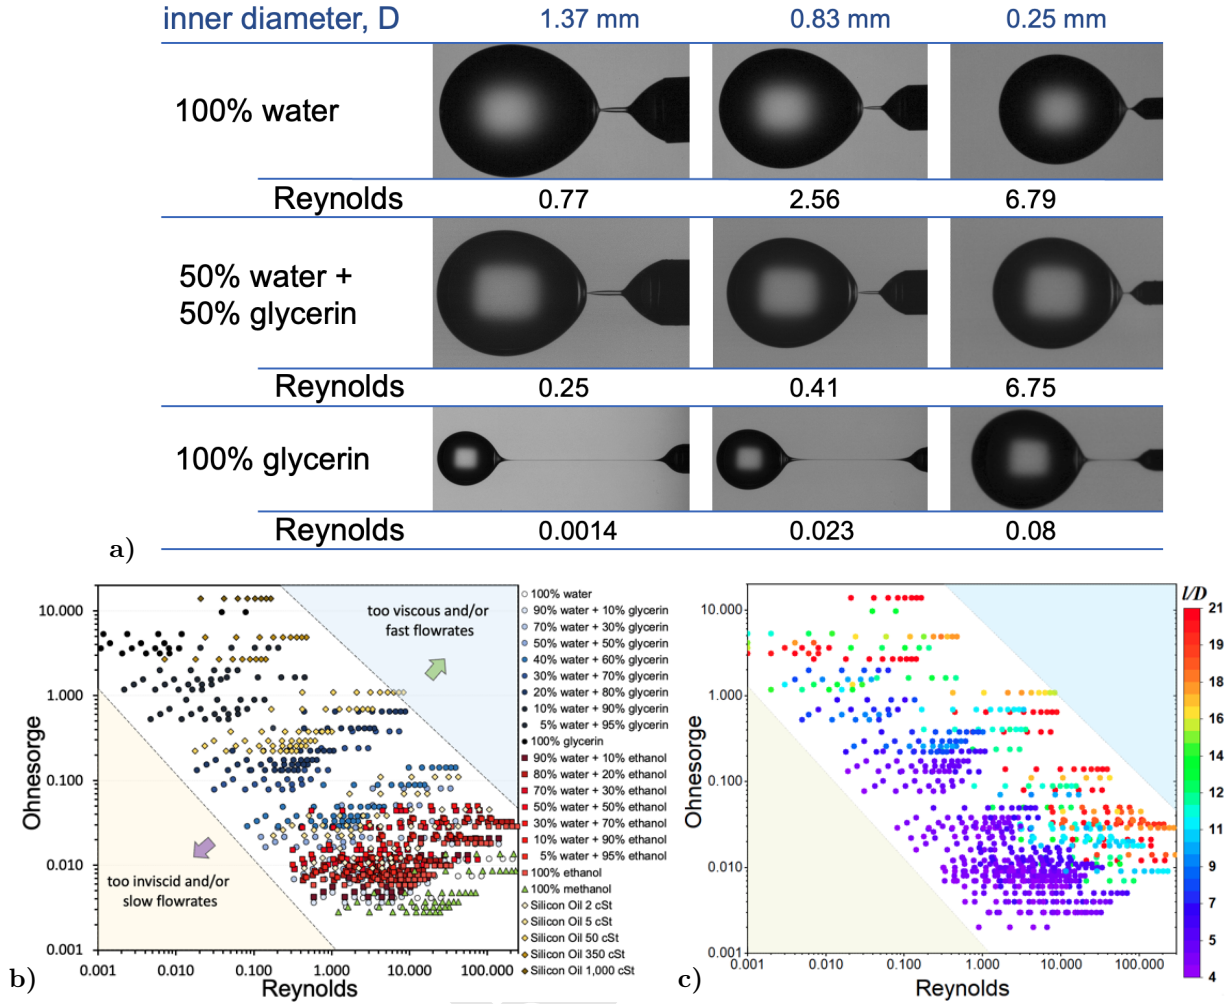 inner diameter, D 1.37 mm 0.83 mm 0.25 mm
100% water
Reynolds 0.77 2.56 6.79
50% water +
50% glycerin
Reynolds 0.25 0.41 6.75
100% glycerin
Reynolds 0.0014 0.023 0.08
a)
10.000
1.000
0.100
0.010
0.001
Ohnesorge
too viscous and/or
fast flowrates
too inviscid and/or
slow flowrates
0.001 0.010 0.100 1.000 10.000 100.000
Reynolds
b)
100% water
90% water + 10% glycerin
70% water + 30% glycerin
50% water + 50% glycerin
40% water + 60% glycerin
30% water + 70% glycerin
20% water + 80% glycerin
10% water + 90% glycerin
5% water + 95% glycerin
100% glycerin
90% water + 10% ethanol
80% water + 20% ethanol
70% water + 30% ethanol
50% water + 50% ethanol
30% water + 70% ethanol
10% water + 90% ethanol
5% water + 95% ethanol
100% ethanol
100% methanol
Silicon Oil 2 cSt
Silicon Oil 5 cSt
Silicon Oil 50 cSt
Silicon Oil 350 cSt
Silicon Oil 1,000 cSt
10.000
1.000
0.100
0.010
0.001
Ohnesorge
0.001 0.010 0.100 1.000 10.000 100.000
Reynolds
c)
l/D
21
19
18
16
15
14
12
11
9
8
7
5
4